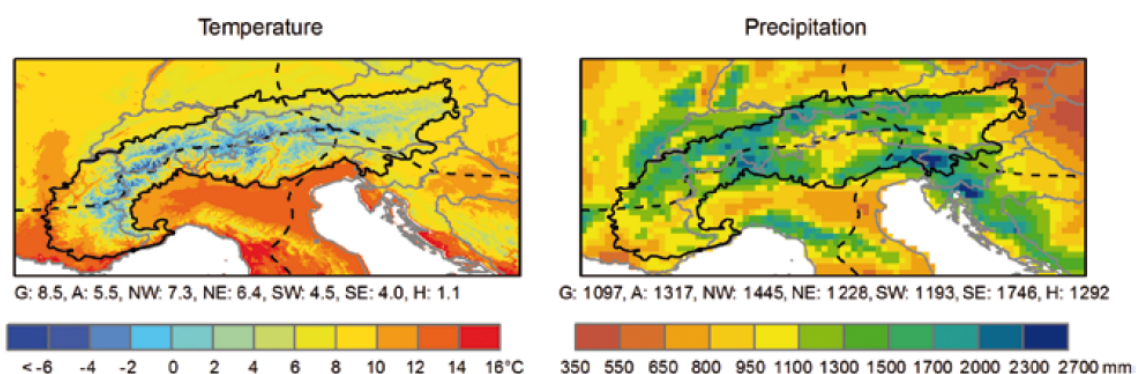 Temperature
Precipitation
G: 8.5, A: 5.5, NW: 7.3, NE: 6.4, SW: 4.5, SE: 4.0, H: 1.1
G: 1097, A: 1317, NW: 1445, NE: 1228, SW: 1193, SE: 1746, H: 1292
< -6 -4 -2 0 2 4 6 8 10 12 14 16°C
350 550 650 850 950 1100 1300 1500 1700 2000 2300 2700 mm